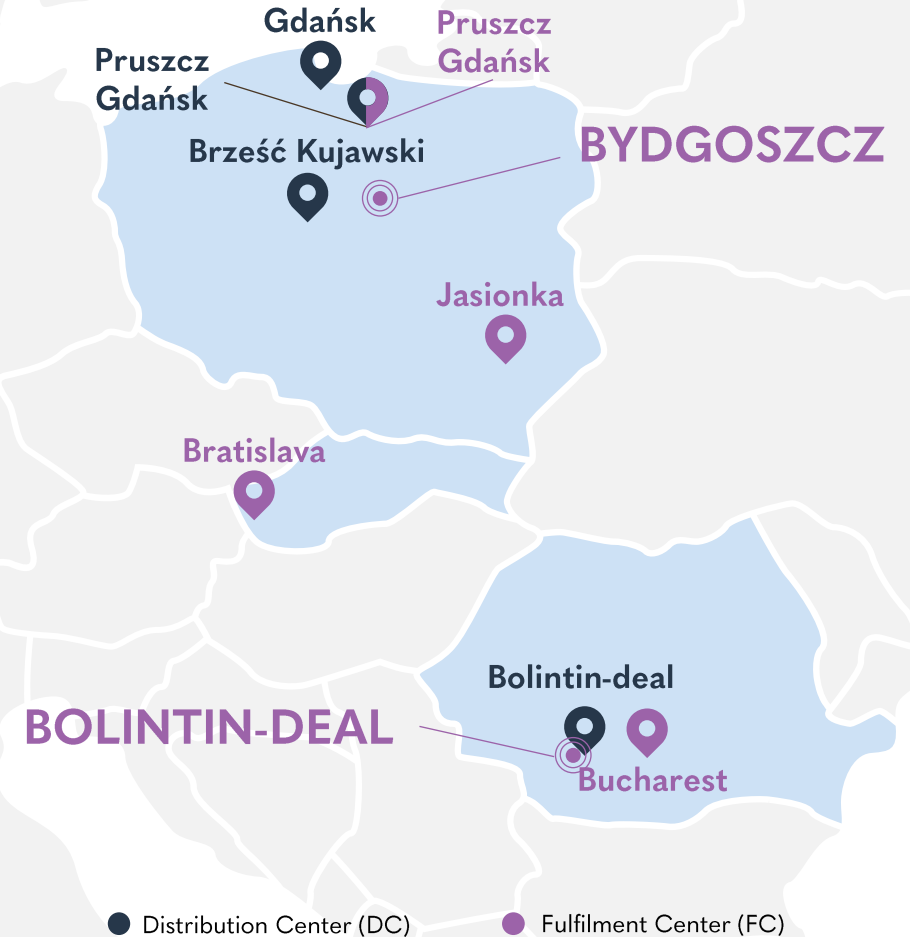 Gdańsk
Pruszcz
Gdańsk
Pruszcz
Gdańsk
BYDGOSZCZ
Brześć Kujawski
Jasionka
Bratislava
Bolintin-deal
BOLINTIN-DEAL
Bucharest
Distribution Center (DC)
Fulfilment Center (FC)